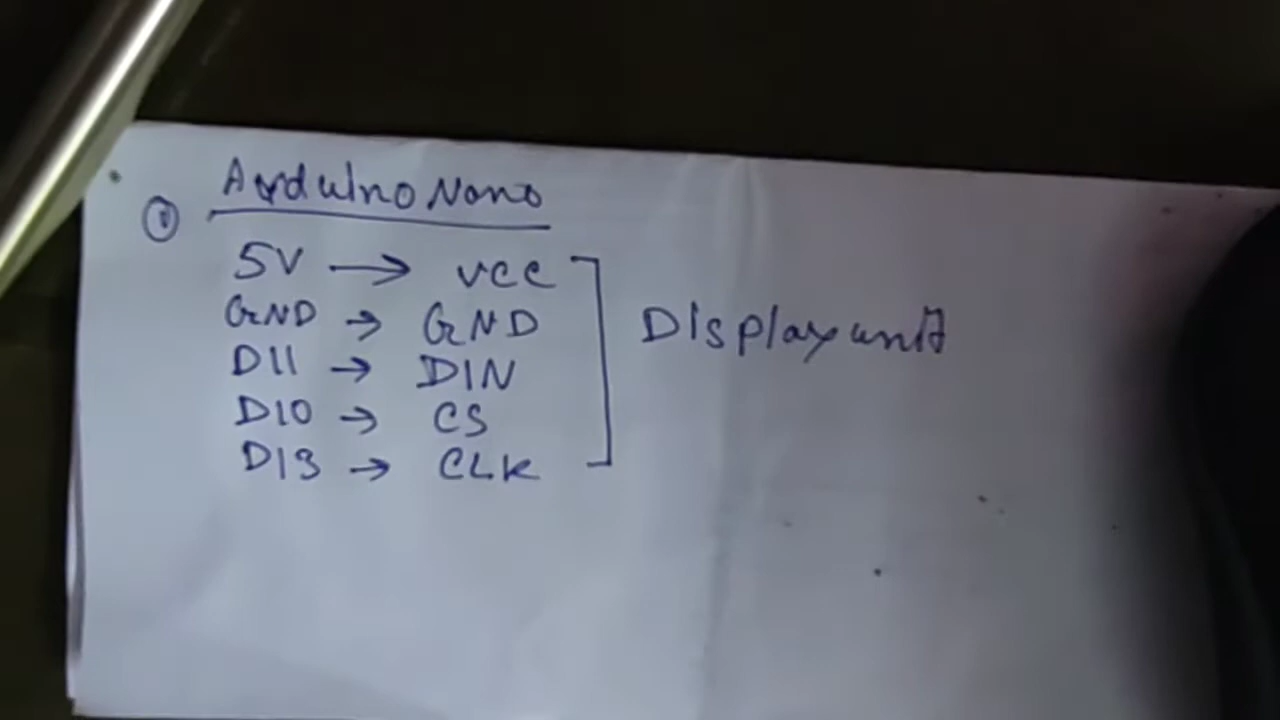 ① Arduino Nano
5V → VCC
GND → GND
D11 → DIN
D10 → CS
D13 → CLK
Display unit